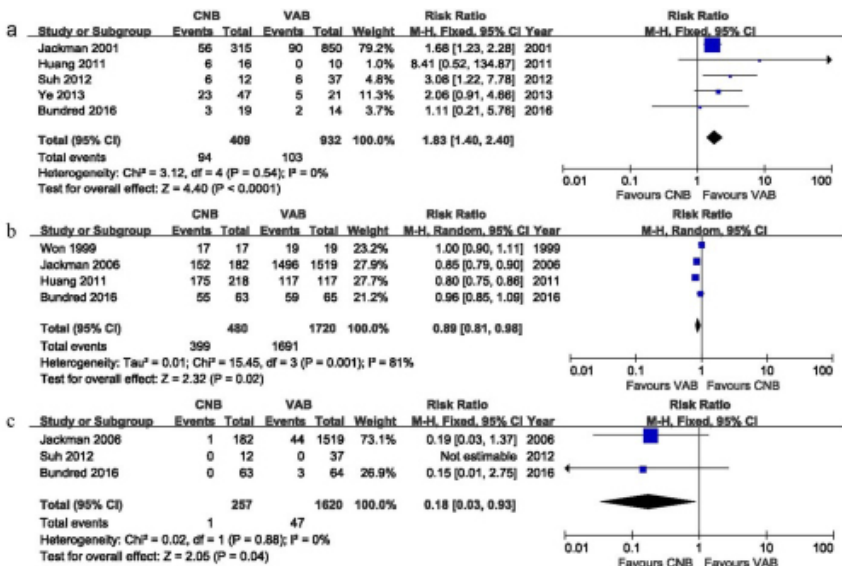 a
CNB VAB Risk Ratio Risk Ratio
Study or Subgroup Events Total Events Total Weight M-H, Fixed, 95% CI Year M-H, Fixed, 95% CI
Jackman 2001 56 315 90 850 79.2% 1.68 [1.23, 2.28] 2001
Huang 2011 6 16 0 10 1.0% 8.41 [0.52, 134.87] 2011
Suh 2012 6 12 6 37 4.8% 3.08 [1.22, 7.78] 2012
Ye 2013 23 47 5 21 11.3% 2.06 [0.91, 4.66] 2013
Bundred 2016 3 19 2 14 3.7% 1.11 [0.21, 5.76] 2016
Total (95% CI) 409 932 100.0% 1.83 [1.40, 2.40]
Total events 94 103
Heterogeneity: Chi² = 3.12, df = 4 (P = 0.54); I² = 0%
Test for overall effect: Z = 4.40 (P < 0.0001)
0.01 0.1 1 10 100
Favours CNB Favours VAB
b
CNB VAB Risk Ratio Risk Ratio
Study or Subgroup Events Total Events Total Weight M-H, Random, 95% CI Year M-H, Random, 95% CI
Won 1999 17 17 19 19 23.2% 1.00 [0.90, 1.11] 1999
Jackman 2006 152 182 1496 1519 27.9% 0.85 [0.79, 0.90] 2006
Huang 2011 175 218 117 117 27.7% 0.80 [0.75, 0.86] 2011
Bundred 2016 55 63 59 65 21.2% 0.96 [0.85, 1.09] 2016
Total (95% CI) 480 1720 100.0% 0.89 [0.81, 0.98]
Total events 399 1691
Heterogeneity: Tau² = 0.01; Chi² = 15.45, df = 3 (P = 0.001); I² = 81%
Test for overall effect: Z = 2.32 (P = 0.02)
0.01 0.1 1 10 100
Favours VAB Favours CNB
c
CNB VAB Risk Ratio Risk Ratio
Study or Subgroup Events Total Events Total Weight M-H, Fixed, 95% CI Year M-H, Fixed, 95% CI
Jackman 2006 1 182 44 1519 73.1% 0.19 [0.03, 1.37] 2006
Suh 2012 0 12 0 37 Not estimable 2012
Bundred 2016 0 63 3 64 26.9% 0.15 [0.01, 2.75] 2016
Total (95% CI) 257 1620 100.0% 0.18 [0.03, 0.93]
Total events 1 47
Heterogeneity: Chi² = 0.02, df = 1 (P = 0.88); I² = 0%
Test for overall effect: Z = 2.05 (P = 0.04)
0.01 0.1 1 10 100
Favours CNB Favours VAB